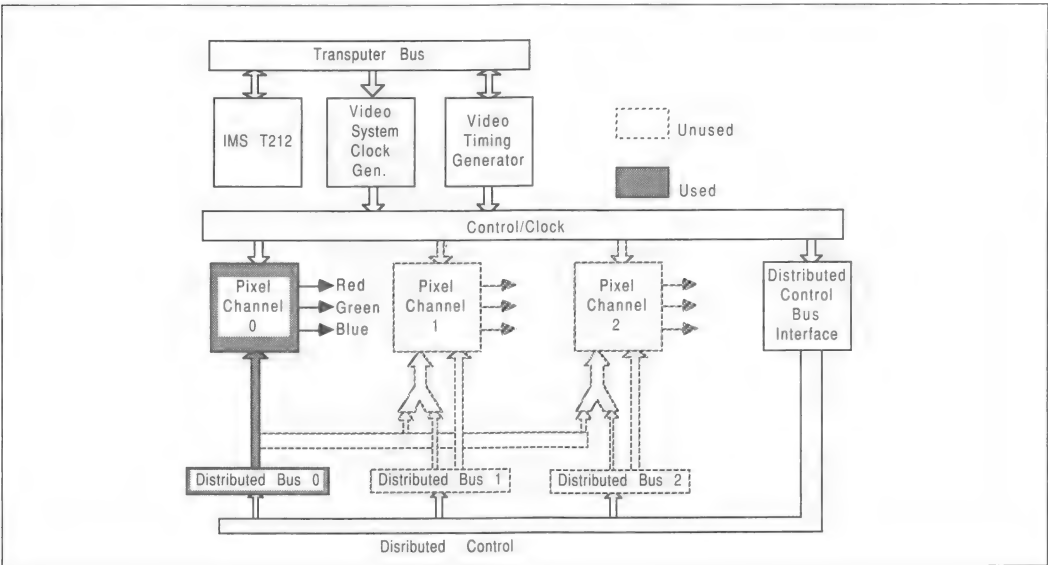 Transputer Bus
IMS T212
Video
System
Clock
Gen.
Video
Timing
Generator
Unused
Used
Control/Clock
Pixel
Channel
0
Red
Green
Blue
Pixel
Channel
1
Pixel
Channel
2
Distributed
Control
Bus
Interface
Distributed Bus 0
Distributed Bus 1
Distributed Bus 2
Disributed Control